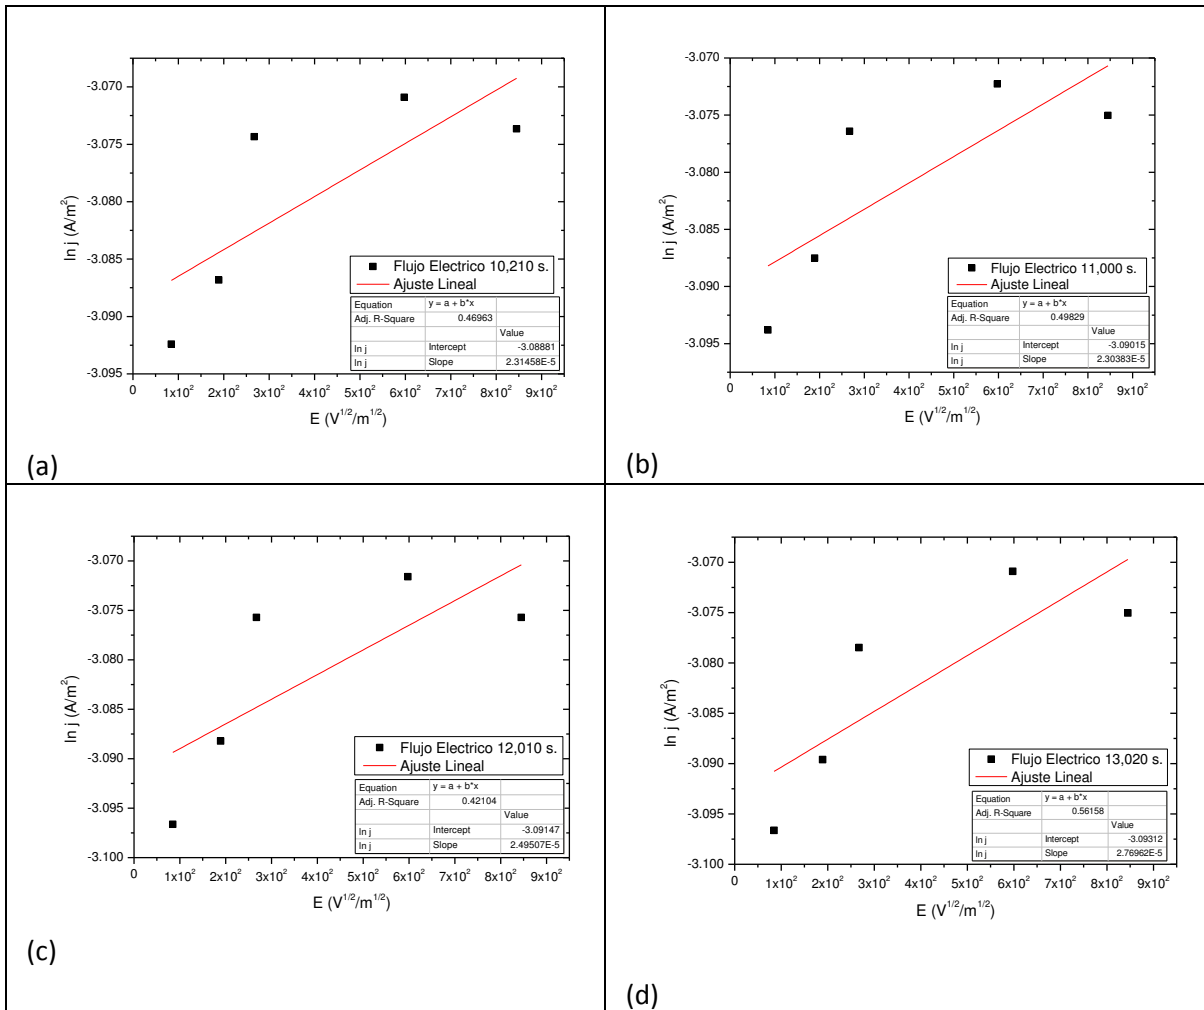 -3.070
-3.075
-3.080
-3.085
-3.090
-3.095
ln j (A/m²)
0 1x10² 2x10² 3x10² 4x10² 5x10² 6x10² 7x10² 8x10² 9x10²
E (V^1/2/m^1/2)
Flujo Electrico 10,210 s.
Ajuste Lineal
Equation y = a + b*x
Adj. R-Square 0.46963
Value
ln j Intercept -3.08881
ln j Slope 2.31458E-5
(a)
-3.070
-3.075
-3.080
-3.085
-3.090
-3.095
ln j (A/m²)
0 1x10² 2x10² 3x10² 4x10² 5x10² 6x10² 7x10² 8x10² 9x10²
E (V^1/2/m^1/2)
Flujo Electrico 11,000 s.
Ajuste Lineal
Equation y = a + b*x
Adj. R-Square 0.49829
Value
ln j Intercept -3.09015
ln j Slope 2.30383E-5
(b)
-3.070
-3.075
-3.080
-3.085
-3.090
-3.095
-3.100
ln j (A/m²)
0 1x10² 2x10² 3x10² 4x10² 5x10² 6x10² 7x10² 8x10² 9x10²
E (V^1/2/m^1/2)
Flujo Electrico 12,010 s.
Ajuste Lineal
Equation y = a + b*x
Adj. R-Square 0.42104
Value
ln j Intercept -3.09147
ln j Slope 2.49507E-5
(c)
-3.070
-3.075
-3.080
-3.085
-3.090
-3.095
-3.100
ln j (A/m²)
0 1x10² 2x10² 3x10² 4x10² 5x10² 6x10² 7x10² 8x10² 9x10²
E (V^1/2/m^1/2)
Flujo Electrico 13,020 s.
Ajuste Lineal
Equation y = a + b*x
Adj. R-Square 0.56158
Value
ln j Intercept -3.09312
ln j Slope 2.76962E-5
(d)